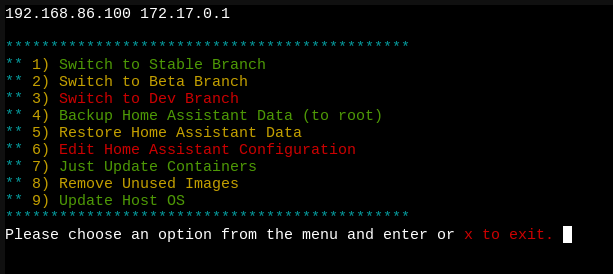 192.168.86.100 172.17.0.1
*********************************************
** 1) Switch to Stable Branch
** 2) Switch to Beta Branch
** 3) Switch to Dev Branch
** 4) Backup Home Assistant Data (to root)
** 5) Restore Home Assistant Data
** 6) Edit Home Assistant Configuration
** 7) Just Update Containers
** 8) Remove Unused Images
** 9) Update Host OS
*********************************************
Please choose an option from the menu and enter or x to exit.